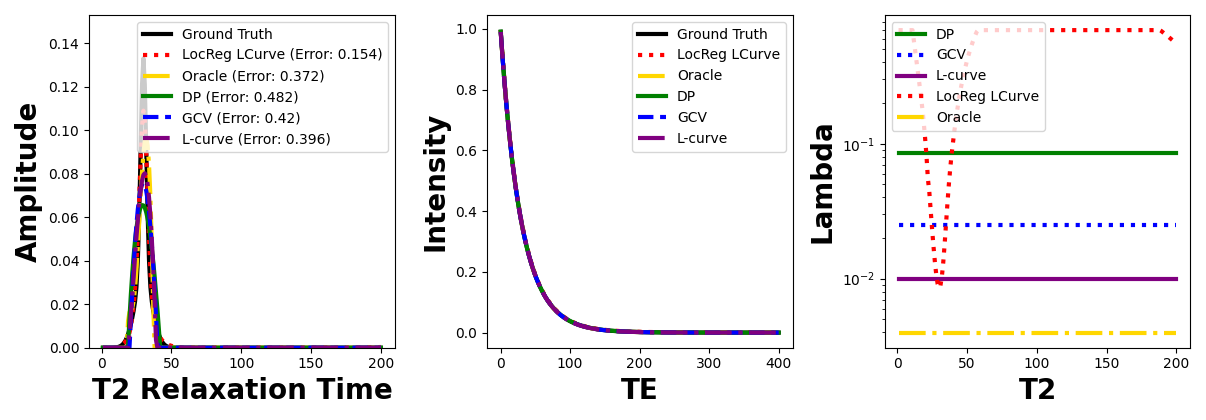 Amplitude
0.14
0.12
0.10
0.08
0.06
0.04
0.02
0.00
Ground Truth
LocReg LCurve (Error: 0.154)
Oracle (Error: 0.372)
DP (Error: 0.482)
GCV (Error: 0.42)
L-curve (Error: 0.396)
0 50 100 150 200
T2 Relaxation Time
Intensity
1.0
0.8
0.6
0.4
0.2
0.0
Ground Truth
LocReg LCurve
Oracle
DP
GCV
L-curve
0 100 200 300 400
TE
Lambda
10⁻¹
10⁻²
DP
GCV
L-curve
LocReg LCurve
Oracle
0 50 100 150 200
T2